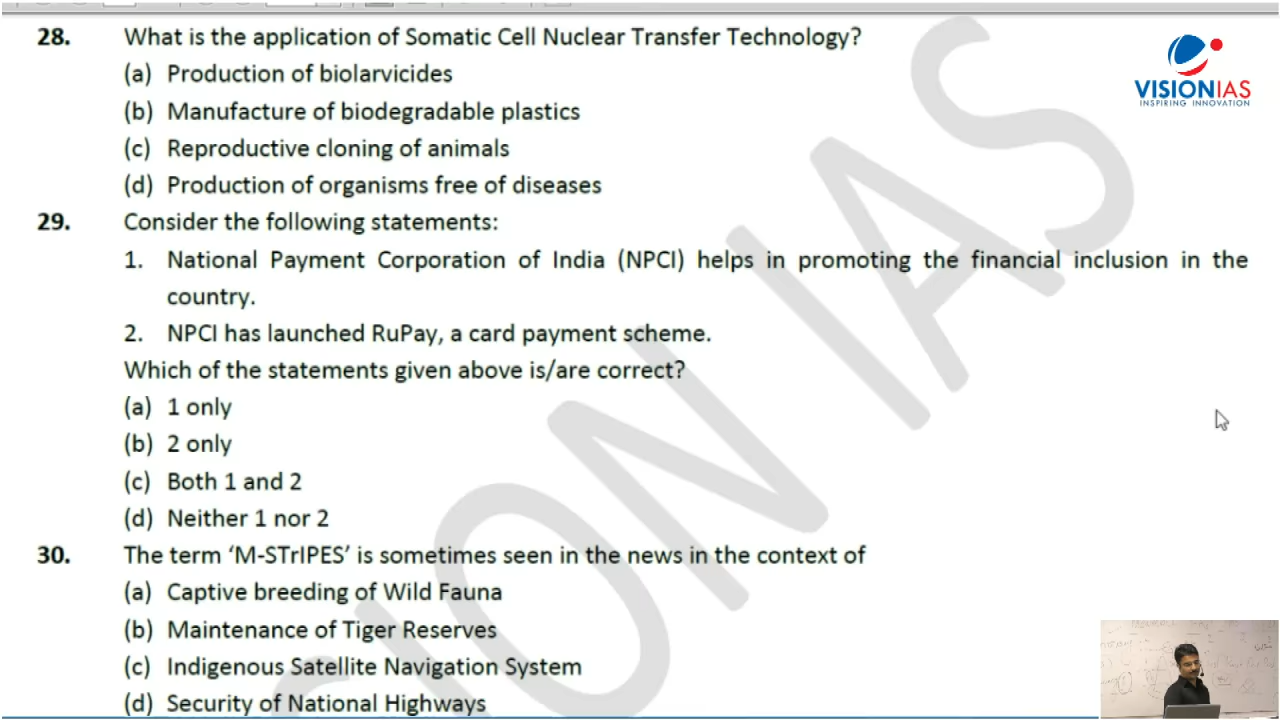 28. What is the application of Somatic Cell Nuclear Transfer Technology?
(a) Production of biolarvicides
(b) Manufacture of biodegradable plastics
(c) Reproductive cloning of animals
(d) Production of organisms free of diseases
29. Consider the following statements:
1. National Payment Corporation of India (NPCI) helps in promoting the financial inclusion in the
country.
2. NPCI has launched RuPay, a card payment scheme.
Which of the statements given above is/are correct?
(a) 1 only
(b) 2 only
(c) Both 1 and 2
(d) Neither 1 nor 2
30. The term ‘M-STrIPES’ is sometimes seen in the news in the context of
(a) Captive breeding of Wild Fauna
(b) Maintenance of Tiger Reserves
(c) Indigenous Satellite Navigation System
(d) Security of National Highways
VISIONIAS
INSPIRING INNOVATION
SION IAS